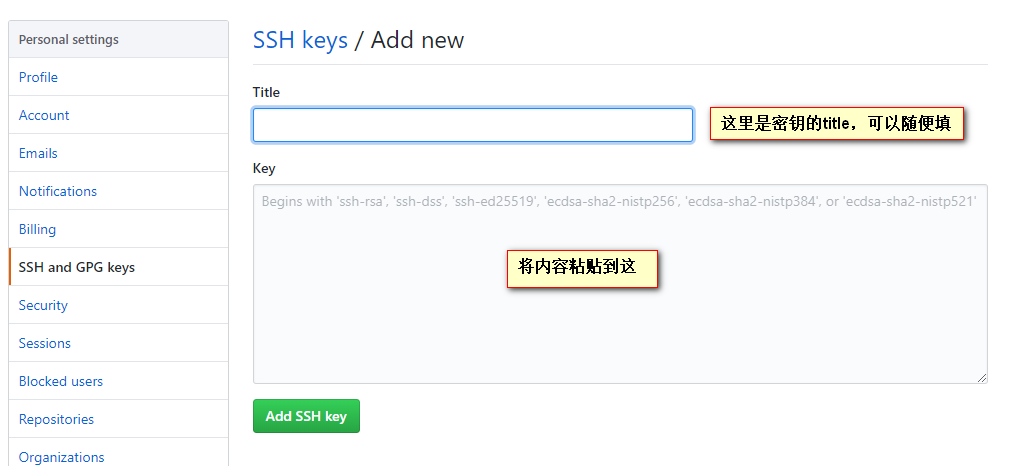 Personal settings
Profile
Account
Emails
Notifications
Billing
SSH and GPG keys
Security
Sessions
Blocked users
Repositories
Organizations
SSH keys / Add new
Title
这里是密钥的title，可以随便填
Key
Begins with 'ssh-rsa', 'ssh-dss', 'ssh-ed25519', 'ecdsa-sha2-nistp256', 'ecdsa-sha2-nistp384', or 'ecdsa-sha2-nistp521'
将内容粘贴到这
Add SSH key